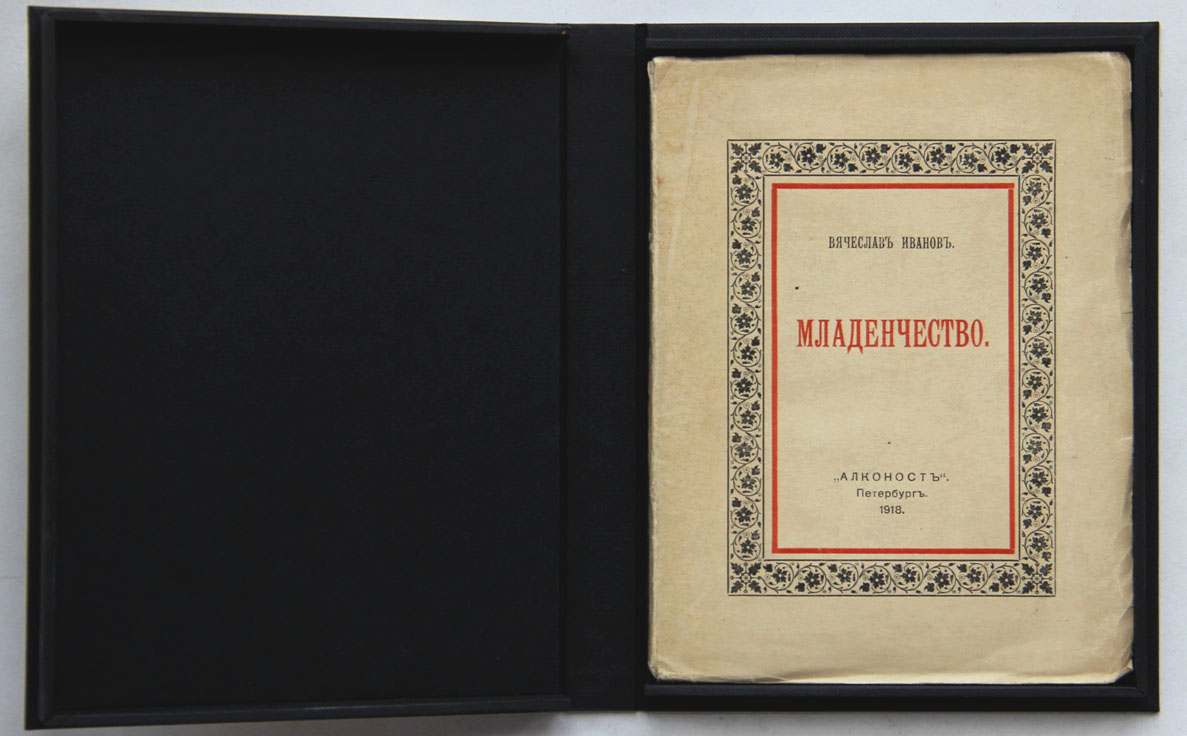 ВЯЧЕСЛАВЪ ИВАНОВЪ.
МЛАДЕНЧЕСТВО.
„АЛКОНОСТЪ“.
Петербургъ.
1918.